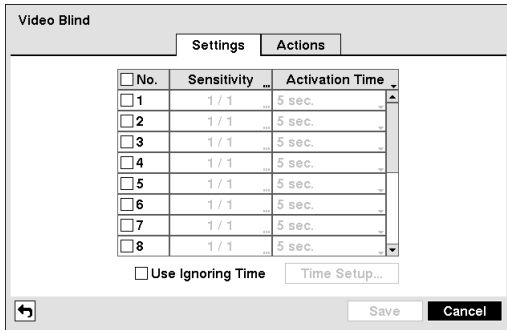 Video Blind
Settings Actions
No. Sensitivity ... Activation Time
1 1 / 1 ... 5 sec.
2 1 / 1 ... 5 sec.
3 1 / 1 ... 5 sec.
4 1 / 1 ... 5 sec.
5 1 / 1 ... 5 sec.
6 1 / 1 ... 5 sec.
7 1 / 1 ... 5 sec.
8 1 / 1 ... 5 sec.
Use Ignoring Time Time Setup...
Save Cancel